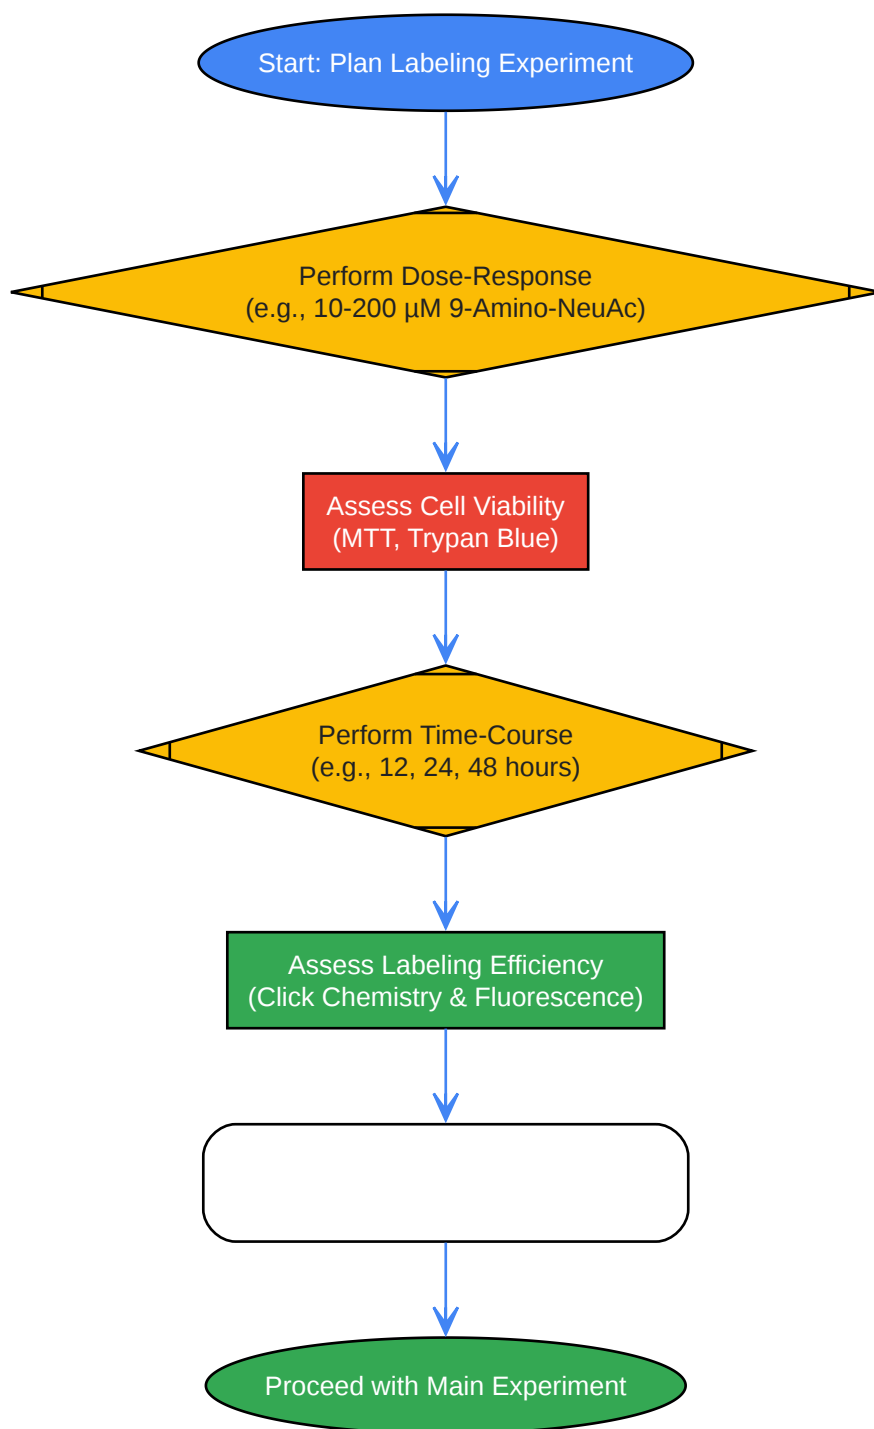 Start: Plan Labeling Experiment
Perform Dose-Response
(e.g., 10-200 µM 9-Amino-NeuAc)
Assess Cell Viability
(MTT, Trypan Blue)
Perform Time-Course
(e.g., 12, 24, 48 hours)
Assess Labeling Efficiency
(Click Chemistry & Fluorescence)
Proceed with Main Experiment